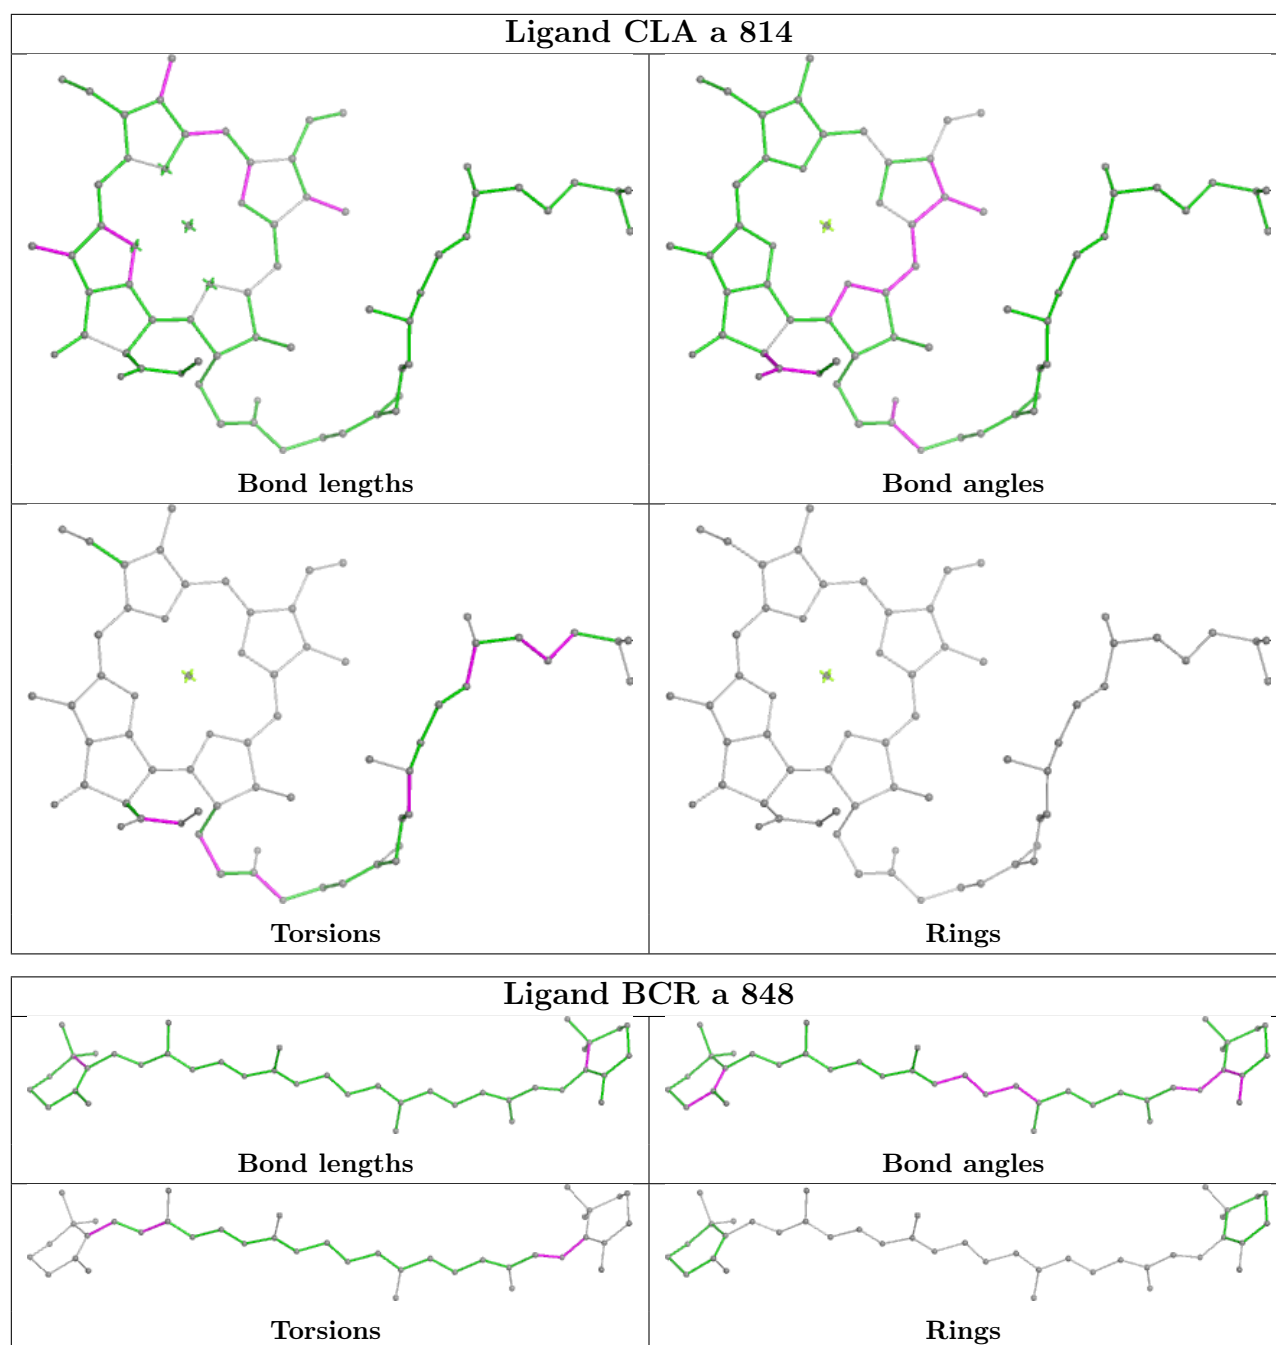 Ligand CLA a 814
Bond lengths
Bond angles
Torsions
Rings
Ligand BCR a 848
Bond lengths
Bond angles
Torsions
Rings